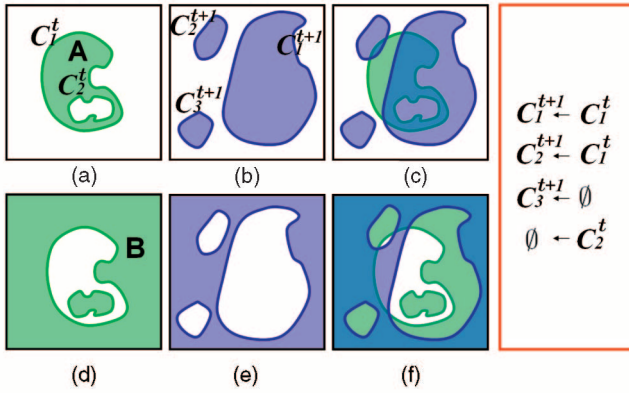 C₁ᵗ
A
C₂ᵗ
C₂ᵗ⁺¹
C₁ᵗ⁺¹
C₃ᵗ⁺¹
(a)
(b)
(c)
C₁ᵗ⁺¹ ← C₁ᵗ
C₂ᵗ⁺¹ ← C₁ᵗ
C₃ᵗ⁺¹ ← ∅
∅ ← C₂ᵗ
B
(d)
(e)
(f)